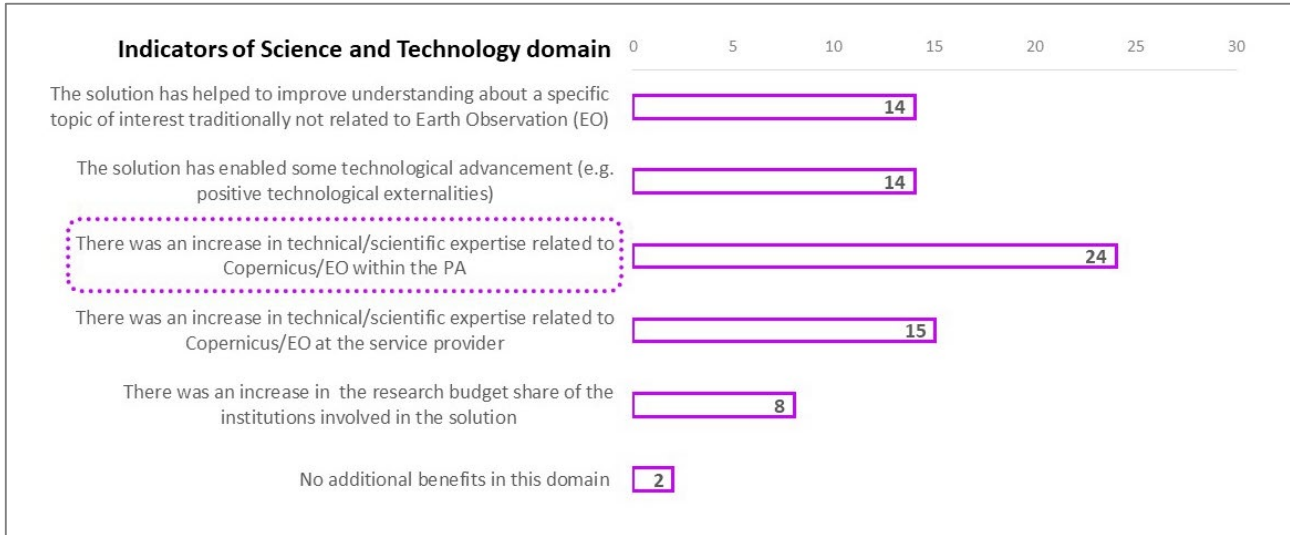 Indicators of Science and Technology domain
0 5 10 15 20 25 30
The solution has helped to improve understanding about a specific
topic of interest traditionally not related to Earth Observation (EO)
14
The solution has enabled some technological advancement (e.g.
positive technological externalities)
14
There was an increase in technical/scientific expertise related to
Copernicus/EO within the PA
24
There was an increase in technical/scientific expertise related to
Copernicus/EO at the service provider
15
There was an increase in  the research budget share of the
institutions involved in the solution
8
No additional benefits in this domain
2